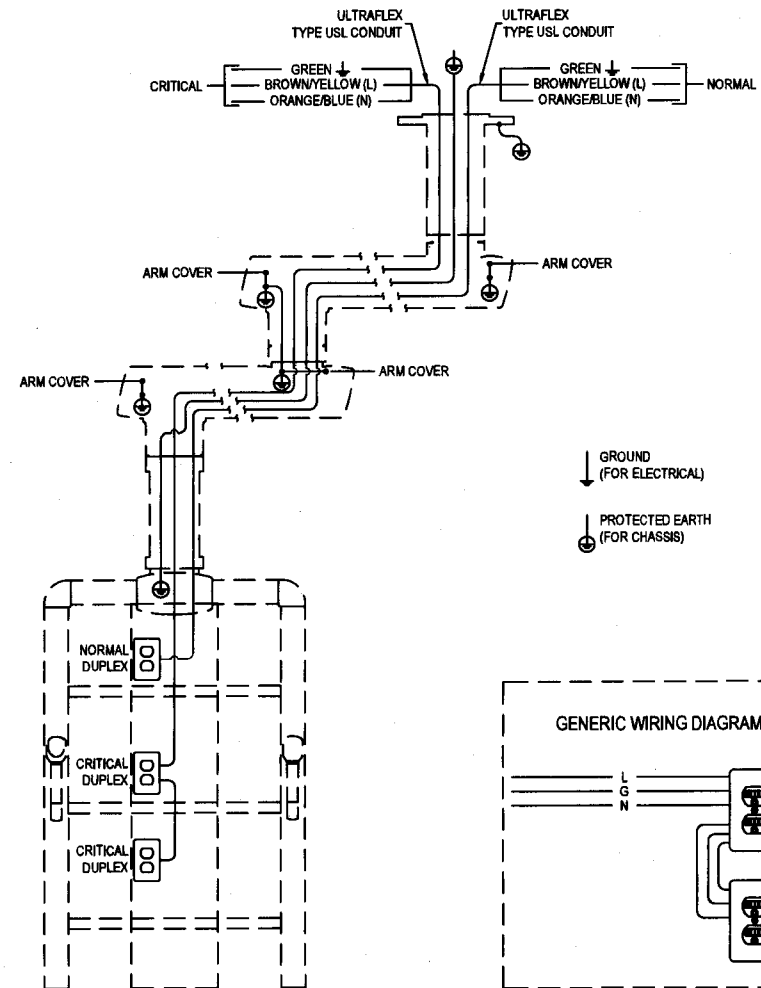 ULTRAFLEX
TYPE USL CONDUIT
ULTRAFLEX
TYPE USL CONDUIT
CRITICAL
GREEN
BROWN/YELLOW (L)
ORANGE/BLUE (N)
GREEN
BROWN/YELLOW (L)
ORANGE/BLUE (N)
NORMAL
ARM COVER
ARM COVER
ARM COVER
ARM COVER
GROUND
(FOR ELECTRICAL)
PROTECTED EARTH
(FOR CHASSIS)
NORMAL
DUPLEX
CRITICAL
DUPLEX
CRITICAL
DUPLEX
GENERIC WIRING DIAGRAM
L
G
N